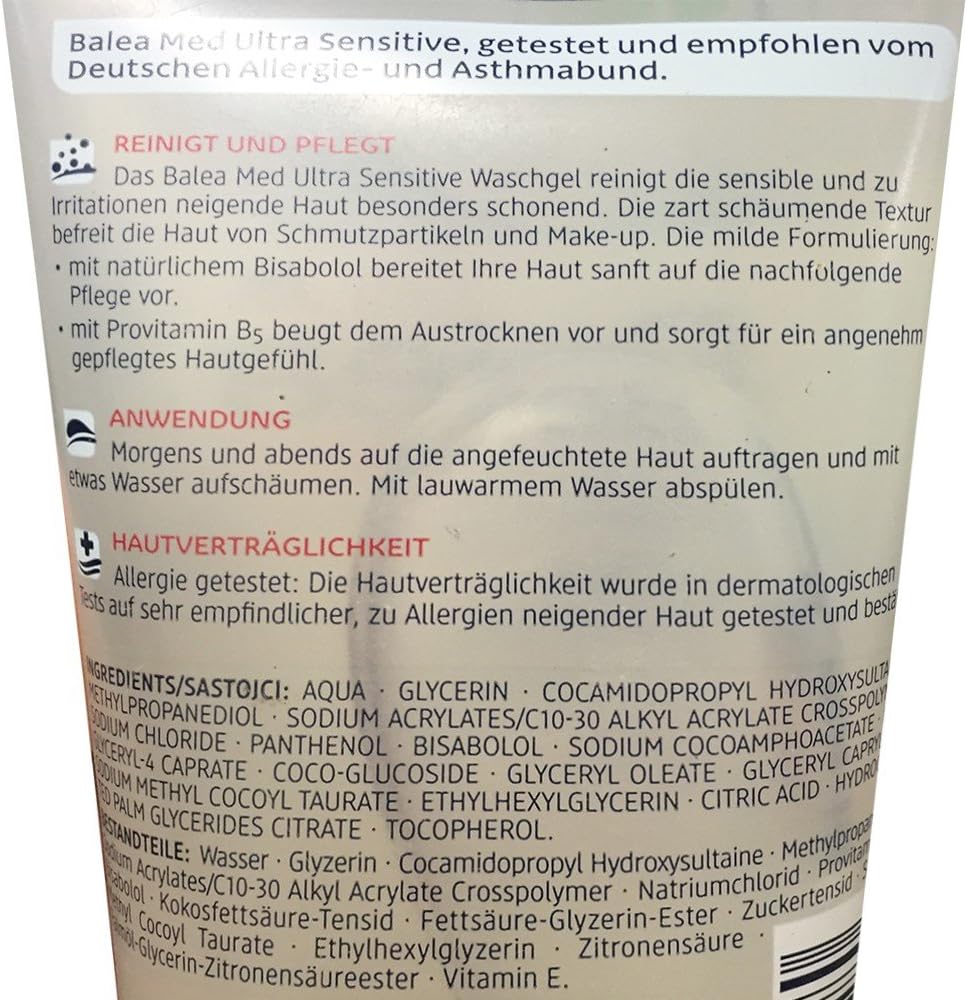 Balea Med Ultra Sensitive, getestet und empfohlen vom
Deutschen Allergie- und Asthmabund.
REINIGT UND PFLEGT
Das Balea Med Ultra Sensitive Waschgel reinigt die sensible und zu
Irritationen neigende Haut besonders schonend. Die zart schäumende Textur
befreit die Haut von Schmutzpartikeln und Make-up. Die milde Formulierung:
• mit natürlichem Bisabolol bereitet Ihre Haut sanft auf die nachfolgende
Pflege vor.
• mit Provitamin B5 beugt dem Austrocknen vor und sorgt für ein angenehm
gepflegtes Hautgefühl.
ANWENDUNG
Morgens und abends auf die angefeuchtete Haut auftragen und mit
etwas Wasser aufschäumen. Mit lauwarmem Wasser abspülen.
HAUTVERTRÄGLICHKEIT
Allergie getestet: Die Hautverträglichkeit wurde in dermatologischen
Tests auf sehr empfindlicher, zu Allergien neigender Haut getestet und
INGREDIENTS/SASTOJCI: AQUA · GLYCERIN · COCAMIDOPROPYL
METHYLPROPANEDIOL · SODIUM ACRYLATES/C10-30 ALKYL ACRYLATE
SODIUM CHLORIDE · PANTHENOL · BISABOLOL · SODIUM COCOAMPHOACETATE ·
CAPRATE · COCO-GLUCOSIDE · GLYCERYL OLEATE · GLYCERYL
SODIUM METHYL COCOYL TAURATE · ETHYLHEXYLGLYCERIN · CITRIC ACID ·
PALM GLYCERIDES CITRATE · TOCOPHEROL.
Wasser · Glyzerin · Cocamidopropyl Hydroxysultaine ·
Acrylates/C10-30 Alkyl Acrylate Crosspolymer · Natriumchlorid ·
· Kokosfettsäure-Tensid · Fettsäure-Glyzerin-Ester · Zuckertensid ·
Cocoyl Taurate · Ethylhexylglyzerin · Zitronensäure ·
· Vitamin E.